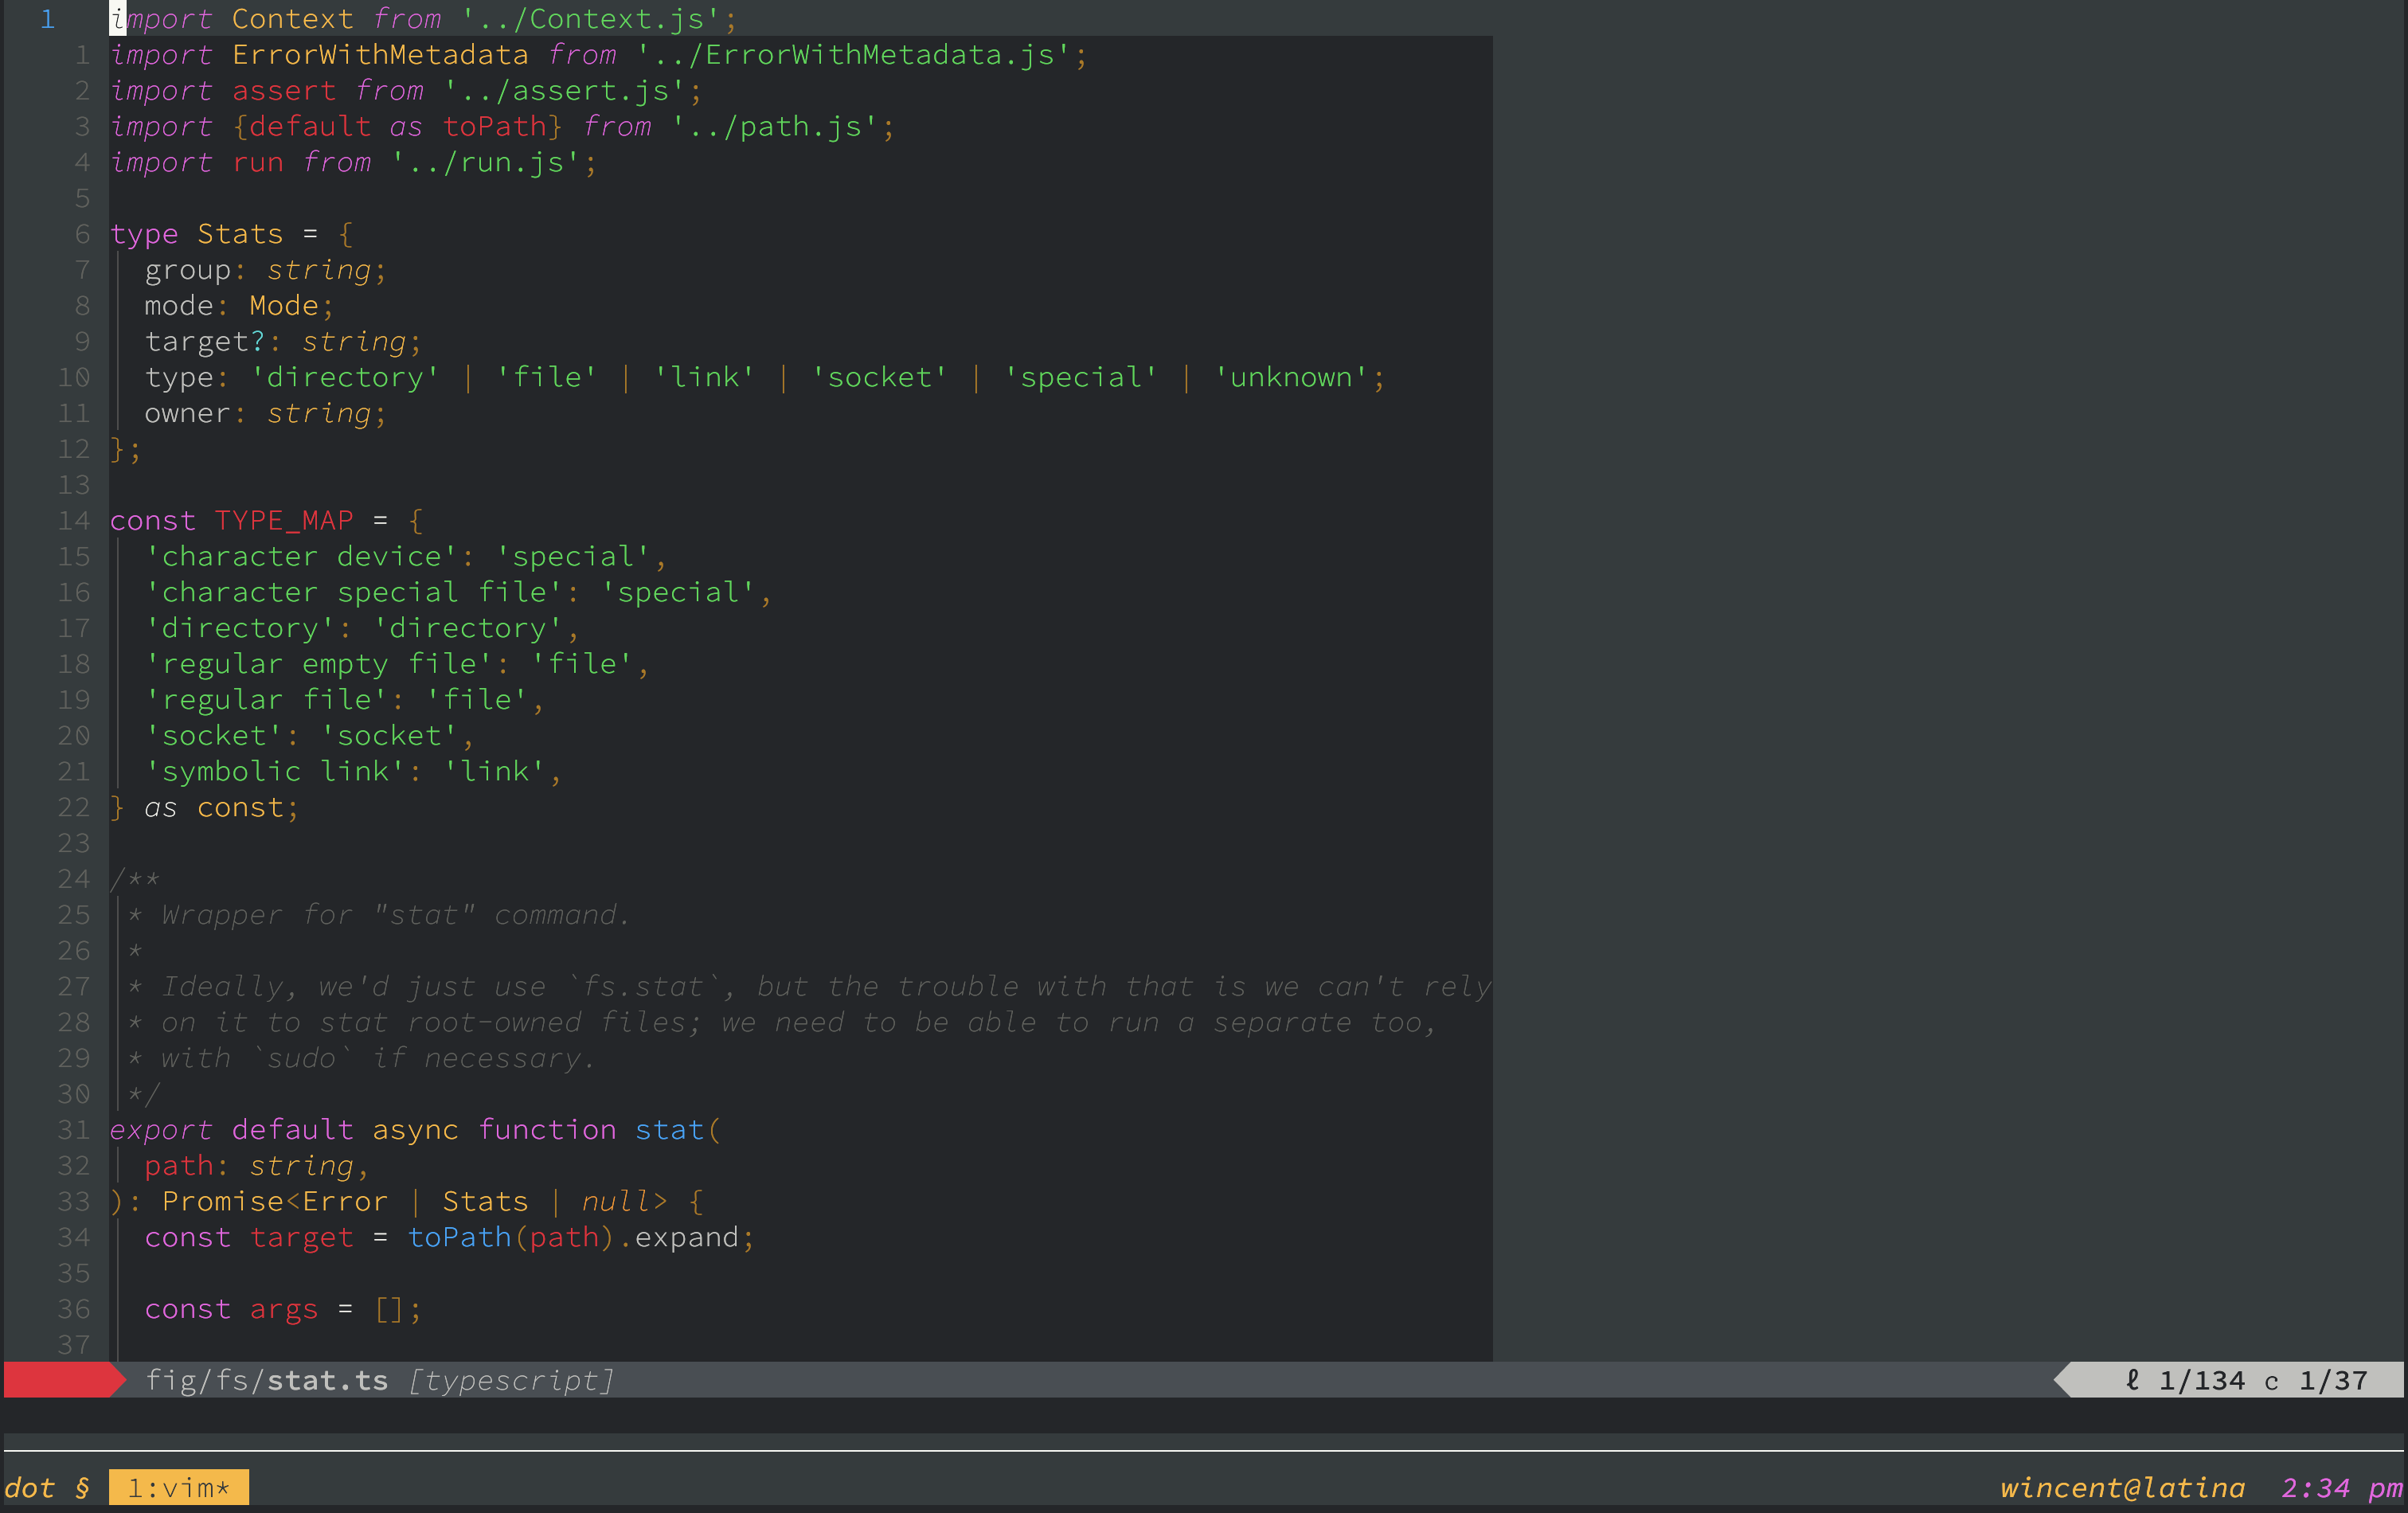 1 import Context from '../Context.js';
1 import ErrorWithMetadata from '../ErrorWithMetadata.js';
2 import assert from '../assert.js';
3 import {default as toPath} from '../path.js';
4 import run from '../run.js';
5
6 type Stats = {
7   group: string;
8   mode: Mode;
9   target?: string;
10   type: 'directory' | 'file' | 'link' | 'socket' | 'special' | 'unknown';
11   owner: string;
12 };
13
14 const TYPE_MAP = {
15   'character device': 'special',
16   'character special file': 'special',
17   'directory': 'directory',
18   'regular empty file': 'file',
19   'regular file': 'file',
20   'socket': 'socket',
21   'symbolic link': 'link',
22 } as const;
23
24 /**
25  * Wrapper for "stat" command.
26  *
27  * Ideally, we'd just use `fs.stat`, but the trouble with that is we can't rely
28  * on it to stat root-owned files; we need to be able to run a separate too,
29  * with `sudo` if necessary.
30  */
31 export default async function stat(
32   path: string,
33 ): Promise<Error | Stats | null> {
34   const target = toPath(path).expand;
35
36   const args = [];
37
fig/fs/stat.ts [typescript] ℓ 1/134 c 1/37
dot § 1:vim* wincent@latina 2:34 pm